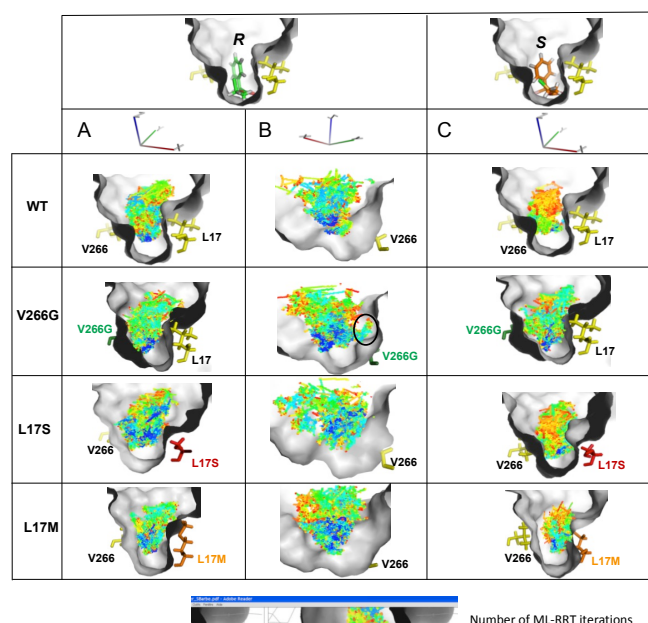 R S
A B C
WT
V266 L17 V266 V266 L17
V266G
V266G L17 V266G V266G L17
L17S
V266 L17S V266 V266 L17S
L17M
V266 L17M V266 V266 L17M
Number of ML-RRT iterations